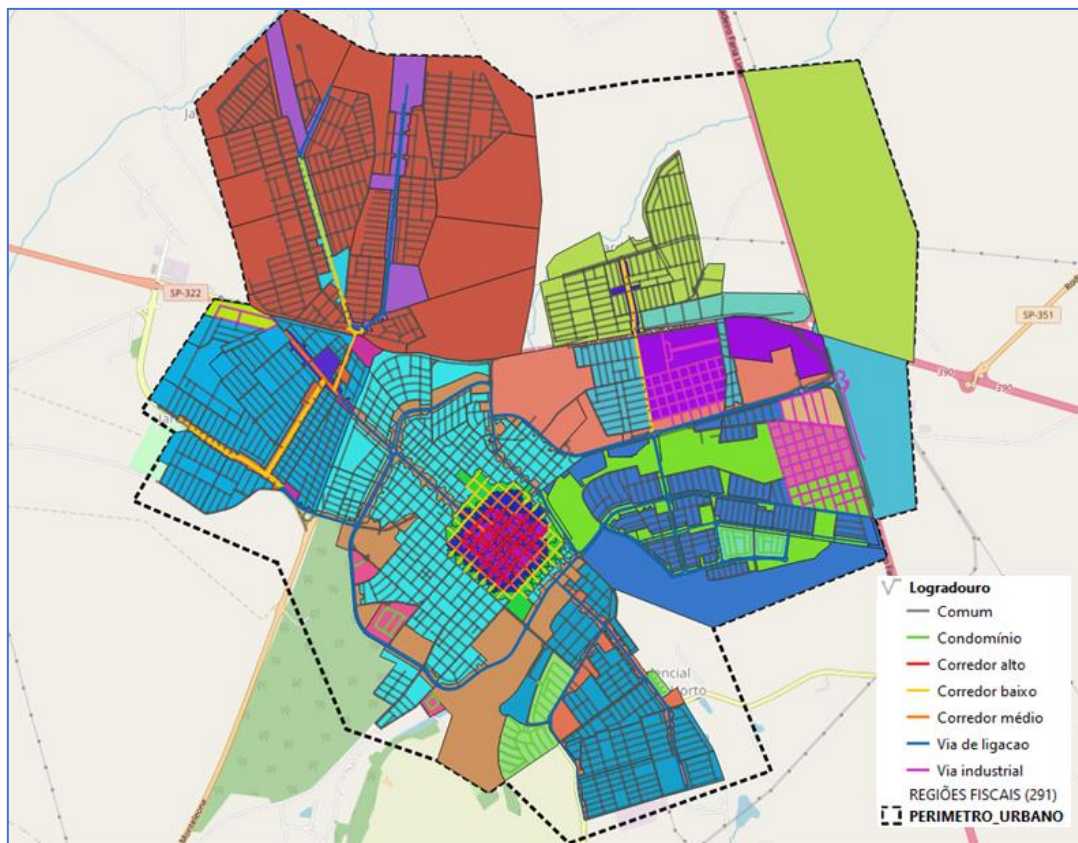 SP-322
SP-351
390
390
Monteleone
Logradouro
Comum
Condomínio
Corredor alto
Corredor baixo
Corredor médio
Via de ligacao
Via industrial
REGIÕES FISCAIS (291)
PERIMETRO_URBANO